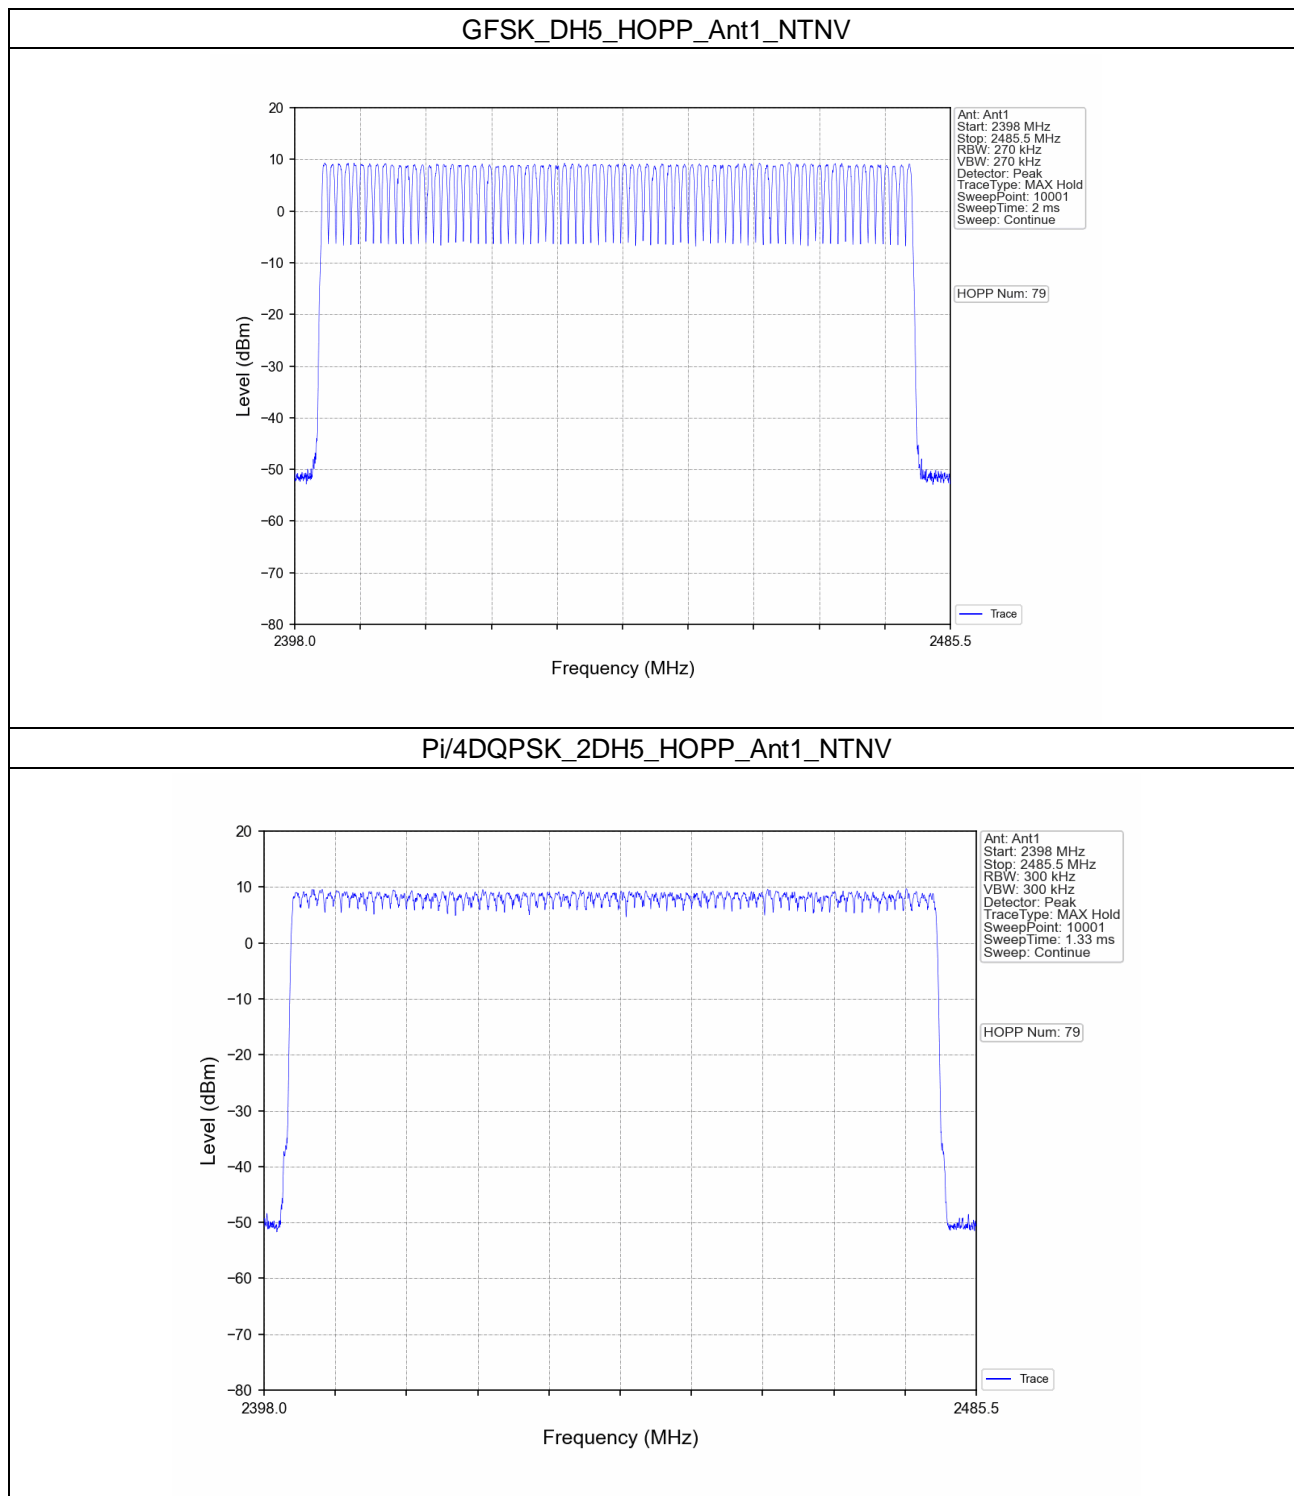 GFSK_DH5_HOPP_Ant1_NTNV
20
10
0
−10
−20
−30
−40
−50
−60
−70
−80
Level (dBm)
2398.0
2485.5
Frequency (MHz)
Ant: Ant1
Start: 2398 MHz
Stop: 2485.5 MHz
RBW: 270 kHz
VBW: 270 kHz
Detector: Peak
TraceType: MAX Hold
SweepPoint: 10001
SweepTime: 2 ms
Sweep: Continue
HOPP Num: 79
Trace
Pi/4DQPSK_2DH5_HOPP_Ant1_NTNV
20
10
0
−10
−20
−30
−40
−50
−60
−70
−80
Level (dBm)
2398.0
2485.5
Frequency (MHz)
Ant: Ant1
Start: 2398 MHz
Stop: 2485.5 MHz
RBW: 300 kHz
VBW: 300 kHz
Detector: Peak
TraceType: MAX Hold
SweepPoint: 10001
SweepTime: 1.33 ms
Sweep: Continue
HOPP Num: 79
Trace